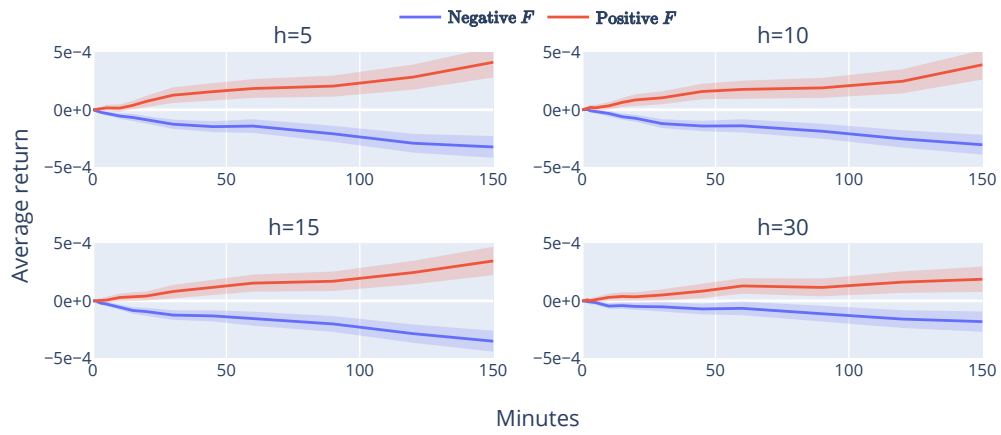 Negative F Positive F
h=5 h=10
5e−4 5e−4
0e+0 0e+0
−5e−4 −5e−4
0 50 100 150 0 50 100 150
Average return
h=15 h=30
5e−4 5e−4
0e+0 0e+0
−5e−4 −5e−4
0 50 100 150 0 50 100 150
Minutes